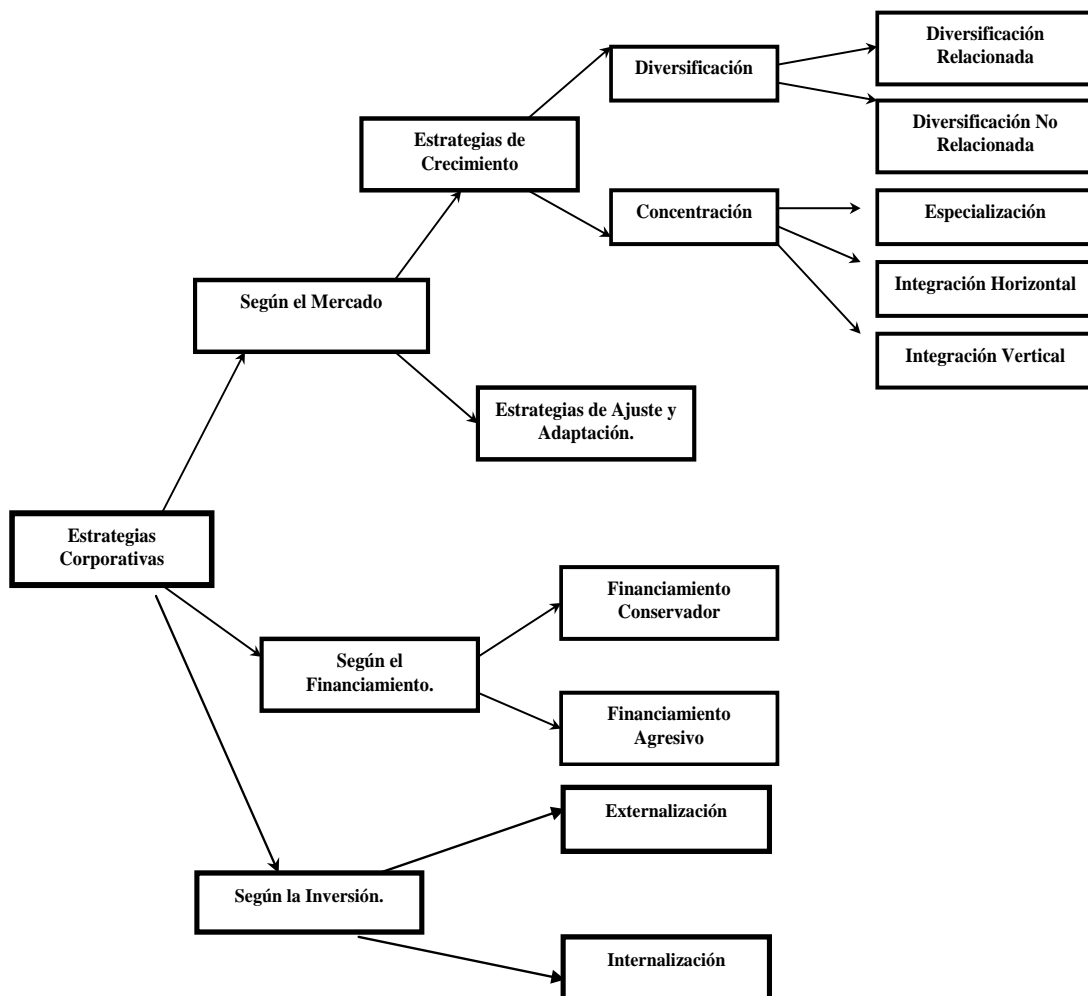 Diversificación
Relacionada
Diversificación
Diversificación No
Relacionada
Estrategias de
Crecimiento
Concentración
Especialización
Integración Horizontal
Según el Mercado
Integración Vertical
Estrategias de Ajuste y
Adaptación.
Estrategias
Corporativas
Financiamiento
Conservador
Según el
Financiamiento.
Financiamiento
Agresivo
Externalización
Según la Inversión.
Internalización